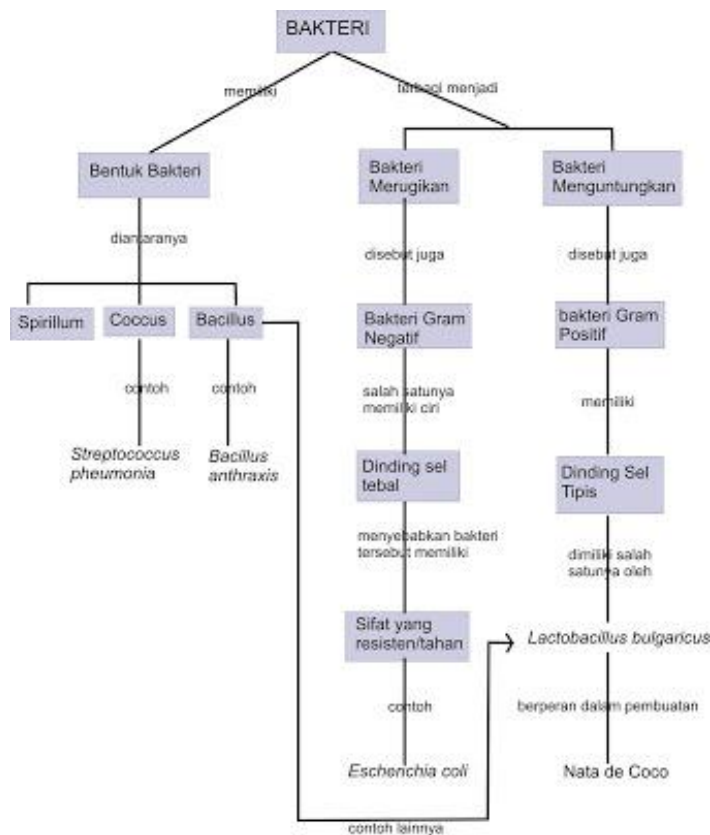 BAKTERI
memiliki
terbagi menjadi
Bentuk Bakteri
Bakteri
Merugikan
Bakteri
Menguntungkan
diantaranya
disebut juga
disebut juga
Spirillum
Coccus
Bacillus
Bakteri Gram
Negatif
bakteri Gram
Positif
contoh
contoh
salah satunya
memiliki ciri
memiliki
Streptococcus
pheumonia
Bacillus
anthraxis
Dinding sel
tebal
Dinding Sel
Tipis
menyebabkan bakteri
tersebut memiliki
dimiliki salah
satunya oleh
Sifat yang
resisten/tahan
Lactobacillus bulgaricus
contoh
berperan dalam pembuatan
Escherichia coli
Nata de Coco
contoh lainnya